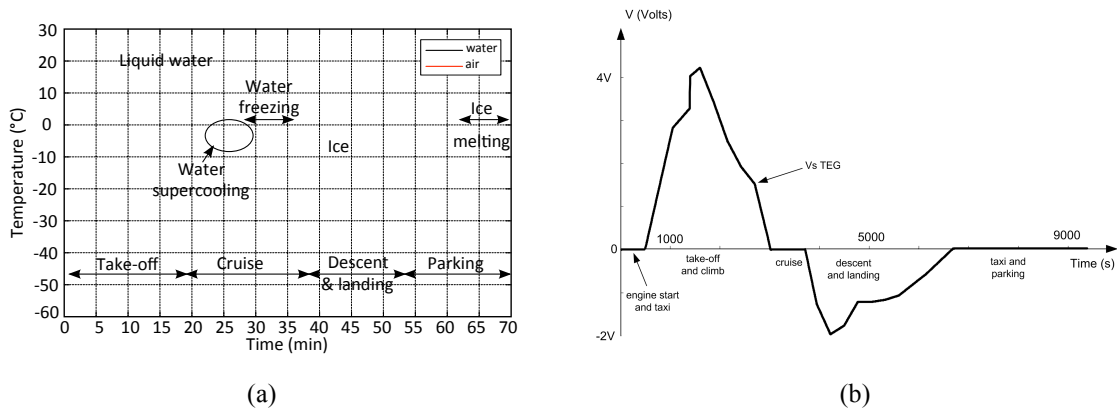 30
20
10
0
-10
-20
-30
-40
-50
-60
Temperature (°C)
Liquid water
water
air
Water
freezing
Water
supercooling
Ice
Ice
melting
Take-off
Cruise
Descent
& landing
Parking
0 5 10 15 20 25 30 35 40 45 50 55 60 65 70
Time (min)
(a)
V (Volts)
4V
0
-2V
Vs TEG
1000 5000 9000
Time (s)
engine start
and taxi
take-off
and climb
cruise
descent
and landing
taxi and
parking
(b)